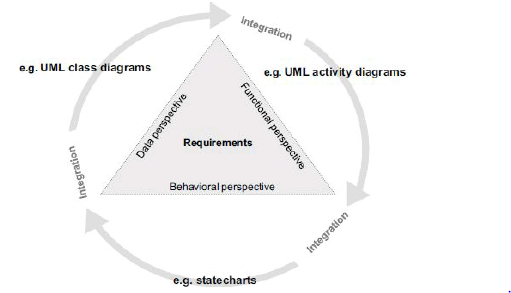 Integration
e.g. UML class diagrams
e.g. UML activity diagrams
Data perspective
Functional perspective
Requirements
Integration
Behavioral perspective
Integration
e.g. statecharts
.